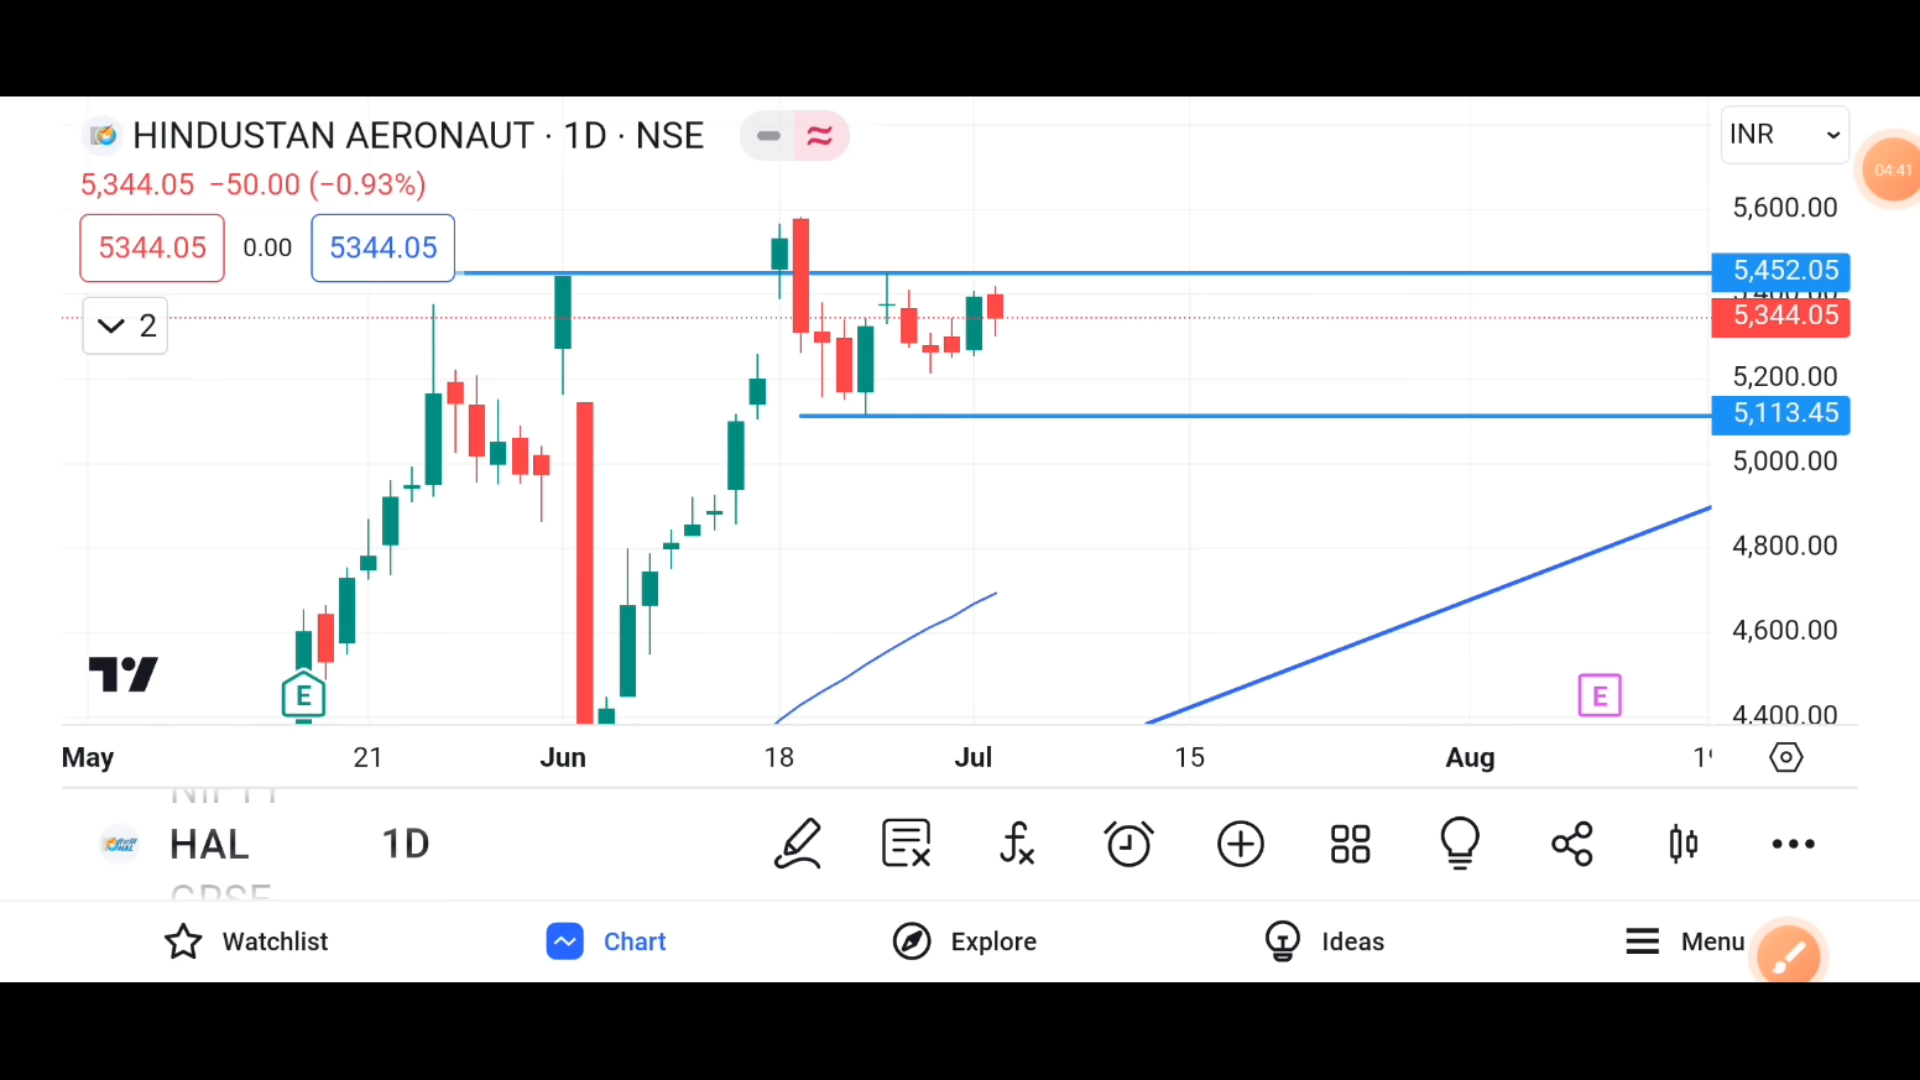 HINDUSTAN AERONAUT · 1D · NSE
INR
04:41
5,344.05 −50.00 (−0.93%)
5344.05 0.00 5344.05
2
5,600.00
5,452.05
5,344.05
5,200.00
5,113.45
5,000.00
4,800.00
4,600.00
4,400.00
E
E
May 21 Jun 18 Jul 15 Aug
NIFTY
HAL 1D
Watchlist Chart Explore Ideas Menu